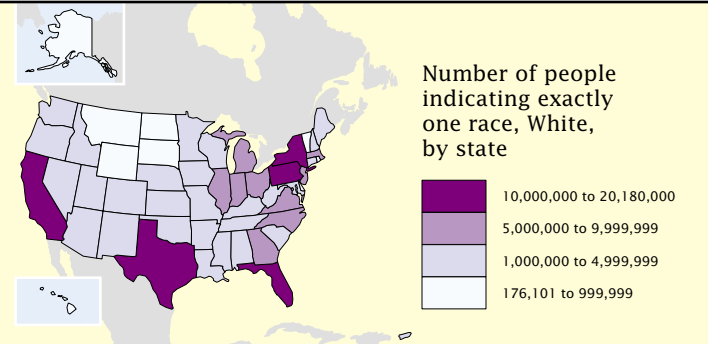 Number of people
indicating exactly
one race, White,
by state
10,000,000 to 20,180,000
5,000,000 to 9,999,999
1,000,000 to 4,999,999
176,101 to 999,999